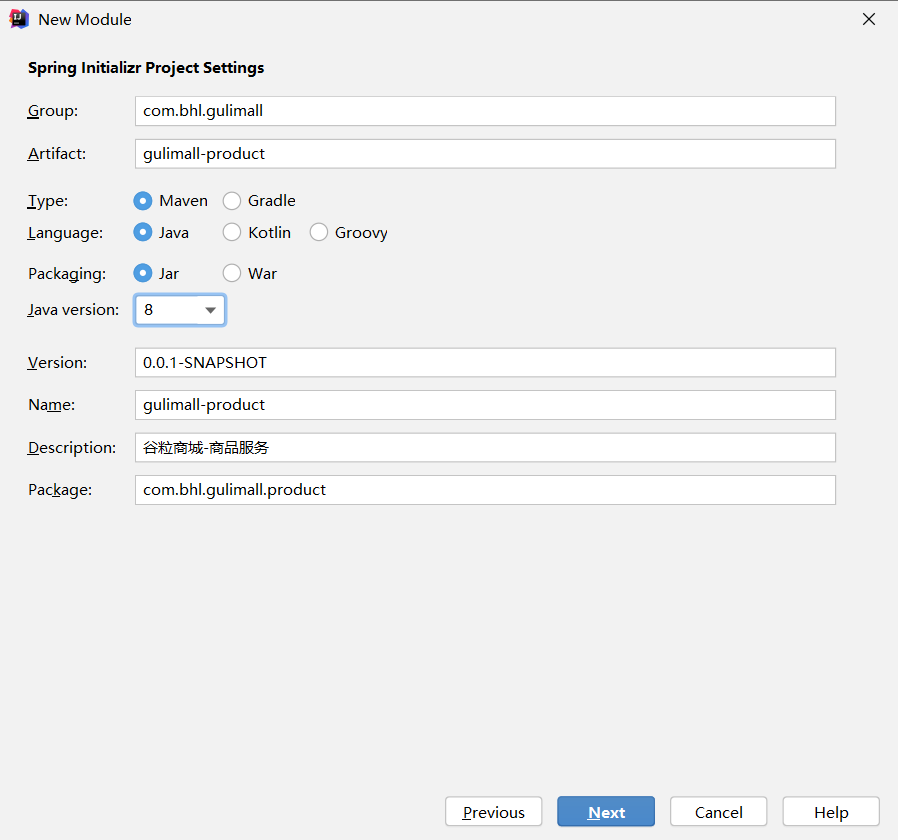 New Module
Spring Initializr Project Settings
Group: com.bhl.gulimall
Artifact: gulimall-product
Type: Maven Gradle
Language: Java Kotlin Groovy
Packaging: Jar War
Java version: 8
Version: 0.0.1-SNAPSHOT
Name: gulimall-product
Description: 谷粒商城-商品服务
Package: com.bhl.gulimall.product
Previous Next Cancel Help